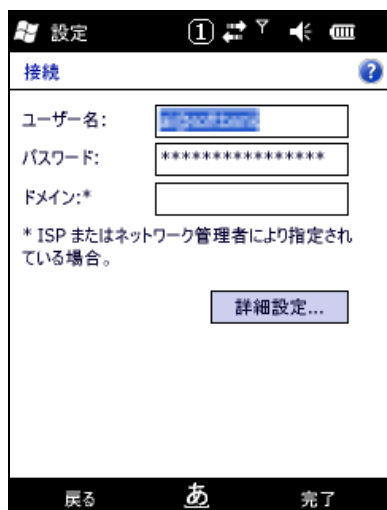 設定
接続
ユーザー名:
パスワード: ****************
ドメイン:*
* ISP またはネットワーク管理者により指定され
ている場合。
詳細設定...
戻る あ 完了